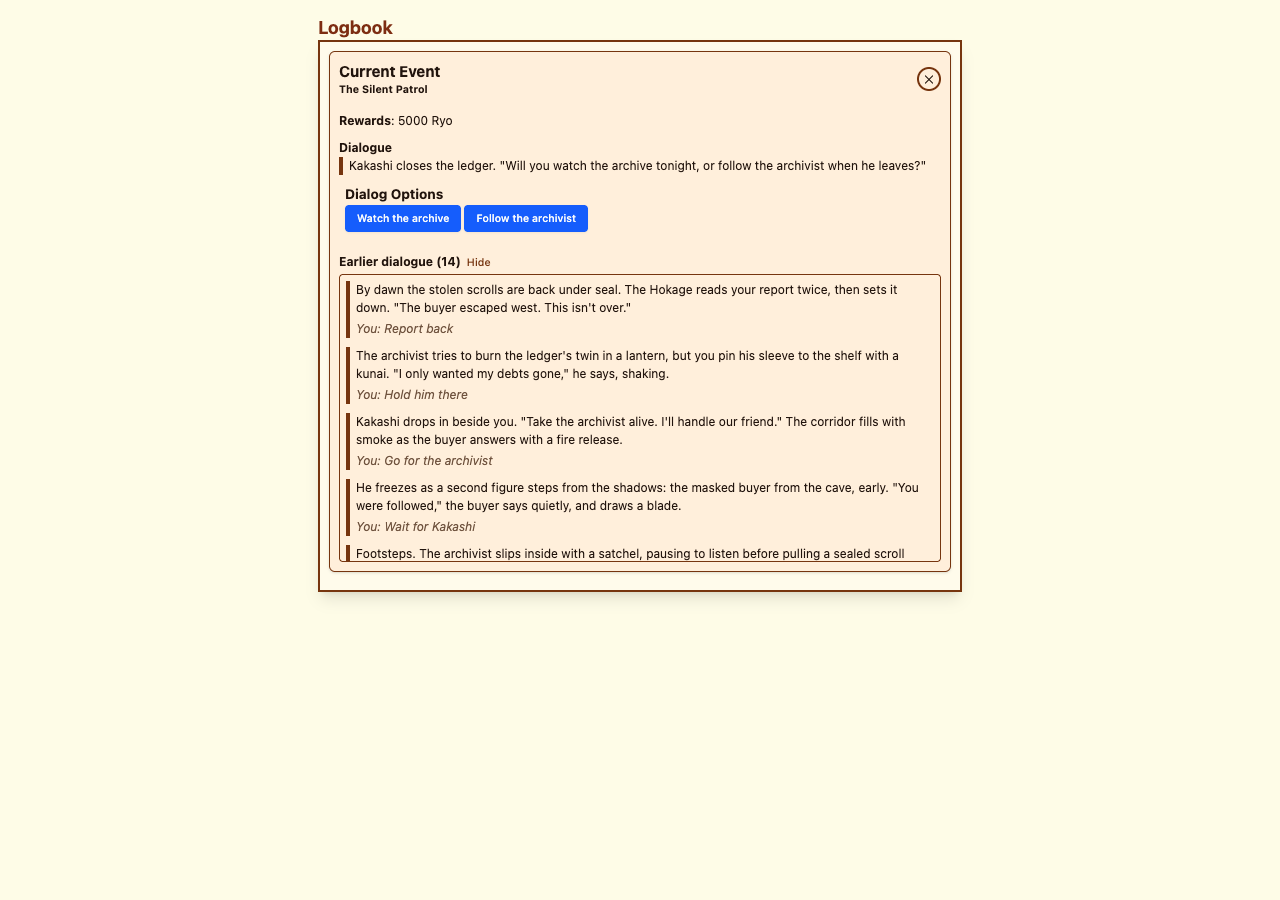 Logbook
Current Event
The Silent Patrol
Rewards: 5000 Ryo
Dialogue
Kakashi closes the ledger. "Will you watch the archive tonight, or follow the archivist when he leaves?"
Dialog Options
Watch the archive Follow the archivist
Earlier dialogue (14) Hide
By dawn the stolen scrolls are back under seal. The Hokage reads your report twice, then sets it
down. "The buyer escaped west. This isn't over."
You: Report back
The archivist tries to burn the ledger's twin in a lantern, but you pin his sleeve to the shelf with a
kunai. "I only wanted my debts gone," he says, shaking.
You: Hold him there
Kakashi drops in beside you. "Take the archivist alive. I'll handle our friend." The corridor fills with
smoke as the buyer answers with a fire release.
You: Go for the archivist
He freezes as a second figure steps from the shadows: the masked buyer from the cave, early. "You
were followed," the buyer says quietly, and draws a blade.
You: Wait for Kakashi
Footsteps. The archivist slips inside with a satchel, pausing to listen before pulling a sealed scroll